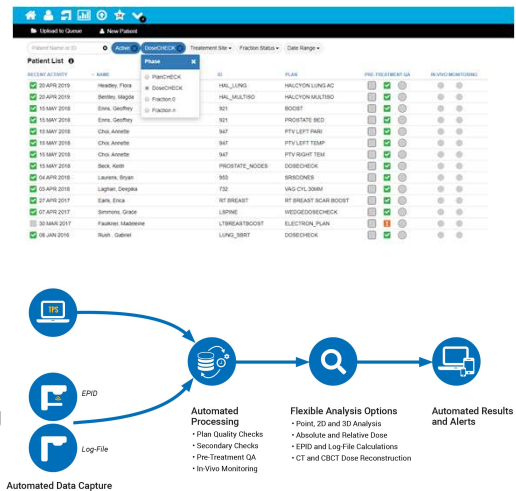 Upload to Queue New Patient
Patient Name or ID Active DoseCHECK Treatement Site Fraction Status Date Range
Patient List
Phase
PlanCHECK
DoseCHECK
Fraction 0
Fraction n
RECENT ACTIVITY NAME ID PLAN PRE-TREATMENT QA IN-VIVO MONITORING
20 APR 2019 Headley, Flora HAL_LUNG HALCYON LUNG AC
20 APR 2019 Bentley, Magda HAL_MULTISO HALCYON MULTISO
15 MAY 2018 Enns, Geoffrey 921 BOOST
15 MAY 2018 Enns, Geoffrey 921 PROSTATE BED
15 MAY 2018 Choi, Annette 947 PTV LEFT PARI
15 MAY 2018 Choi, Annette 947 PTV LEFT TEMP
15 MAY 2018 Choi, Annette 947 PTV RIGHT TEM
15 MAY 2018 Beck, Keith PROSTATE_NODES DOSECHECK
04 APR 2018 Laurens, Bryan 953 SRSCONES
03 APR 2018 Laghari, Deepika 732 VAG CYL 30MM
27 APR 2017 Earls, Erica RT BREAST RT BREAST SCAR BOOST
07 APR 2017 Simmons, Grace LSPINE WEDGEDOSECHECK
30 MAR 2017 Faulkner, Madeleine LTBREASTBOOST ELECTRON_PLAN
06 JAN 2016 Rush, Gabriel LUNG_SBRT DOSECHECK
TPS
EPID
Log-File
Automated Data Capture
Automated
Processing
• Plan Quality Checks
• Secondary Checks
• Pre-Treatment QA
• In-Vivo Monitoring
Flexible Analysis Options
• Point, 2D and 3D Analysis
• Absolute and Relative Dose
• EPID and Log-File Calculations
• CT and CBCT Dose Reconstruction
Automated Results
and Alerts